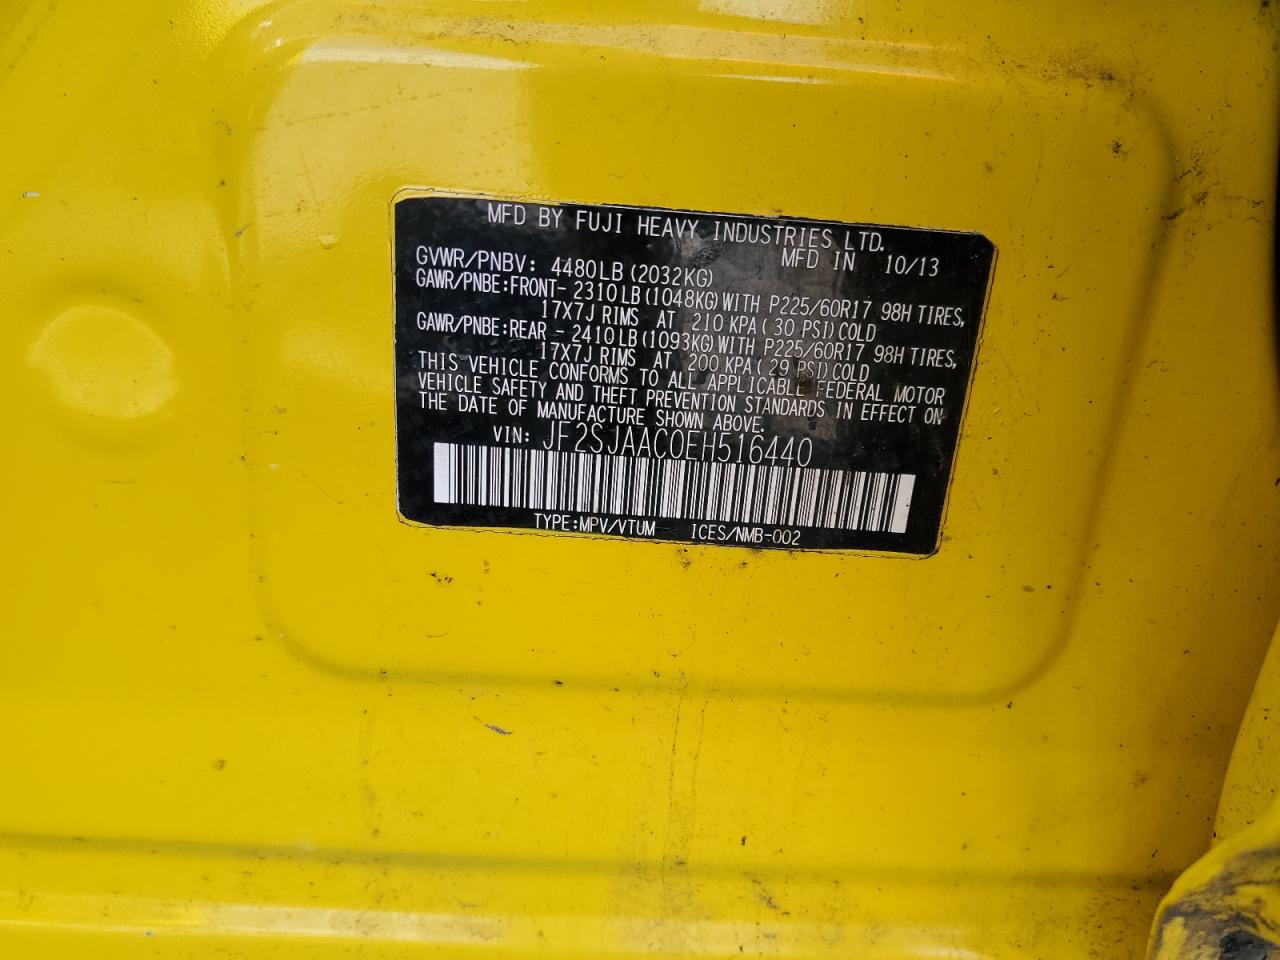 MFD BY FUJI HEAVY INDUSTRIES LTD.
MFD IN 10/13
GVWR/PNBV: 4480LB(2032KG)
GAWR/PNBE:FRONT- 2310LB(1048KG)WITH P225/60R17 98H TIRES,
17X7J RIMS AT 210 KPA(30 PSI)COLD
GAWR/PNBE:REAR - 2410LB(1093KG)WITH P225/60R17 98H TIRES,
17X7J RIMS AT 200 KPA(29 PSI)COLD
THIS VEHICLE CONFORMS TO ALL APPLICABLE FEDERAL MOTOR
VEHICLE SAFETY AND THEFT PREVENTION STANDARDS IN EFFECT ON
THE DATE OF MANUFACTURE SHOWN ABOVE.
VIN: JF2SJAAC0EH516440
TYPE:MPV/VTUM ICES/NMB-002